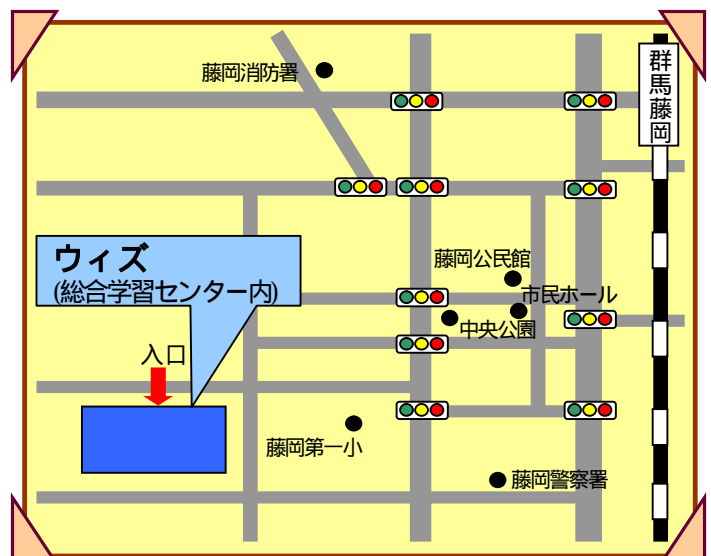 藤岡消防署
群馬藤岡
ウィズ
(総合学習センター内)
藤岡公民館
市民ホール
中央公園
入口
藤岡第一小
藤岡警察署